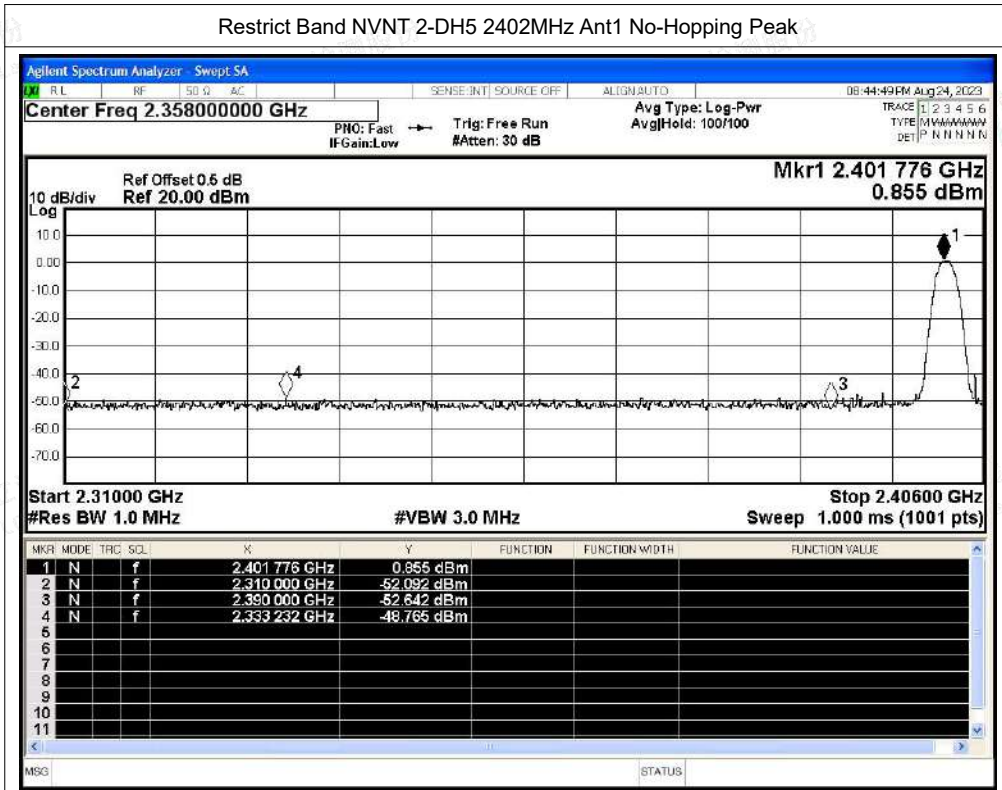 Restrict Band NVNT 2-DH5 2402MHz Ant1 No-Hopping Peak
Agilent Spectrum Analyzer - Swept SA
LXI RL RF 50 Ω AC SENSE:INT SOURCE OFF ALIGN AUTO 08:44:49 PM Aug 24, 2023
Center Freq 2.358000000 GHz
PNO: Fast
IFGain:Low
Trig: Free Run
#Atten: 30 dB
Avg Type: Log-Pwr
Avg|Hold: 100/100
TRACE 1 2 3 4 5 6
TYPE M W W W W W
DET P N N N N N
Mkr1 2.401 776 GHz
0.855 dBm
Ref Offset 0.5 dB
10 dB/div Ref 20.00 dBm
Log
10.0
0.00
-10.0
-20.0
-30.0
-40.0
-50.0
-60.0
-70.0
1
2
4
3
Start 2.31000 GHz Stop 2.40600 GHz
#Res BW 1.0 MHz #VBW 3.0 MHz Sweep 1.000 ms (1001 pts)
MKR MODE TRC SCL X Y FUNCTION FUNCTION WIDTH FUNCTION VALUE
1 N f 2.401 776 GHz 0.855 dBm
2 N f 2.310 000 GHz -52.092 dBm
3 N f 2.390 000 GHz -52.642 dBm
4 N f 2.333 232 GHz -48.765 dBm
5
6
7
8
9
10
11
MSG STATUS